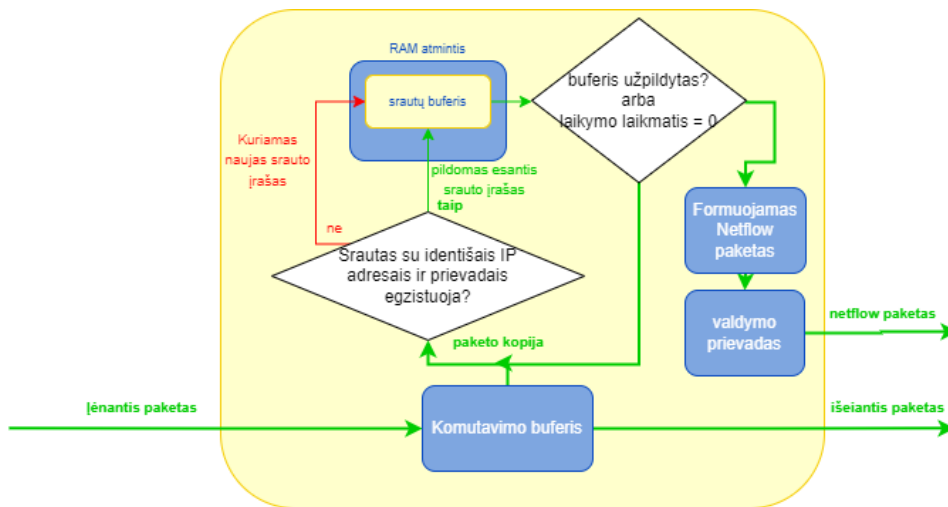 RAM atmintis
srautų buferis
buferis užpildytas?
arba
laikymo laikmatis = 0
Kuriamas
naujas srauto
įrašas
pildomas esantis
srauto įrašas
taip
ne
Srautas su identišais IP
adresais ir prievadais
egzistuoja?
Formuojamas
Netflow
paketas
valdymo
prievadas
netflow paketas
paketo kopija
Įėnantis paketas
Komutavimo buferis
išeiantis paketas